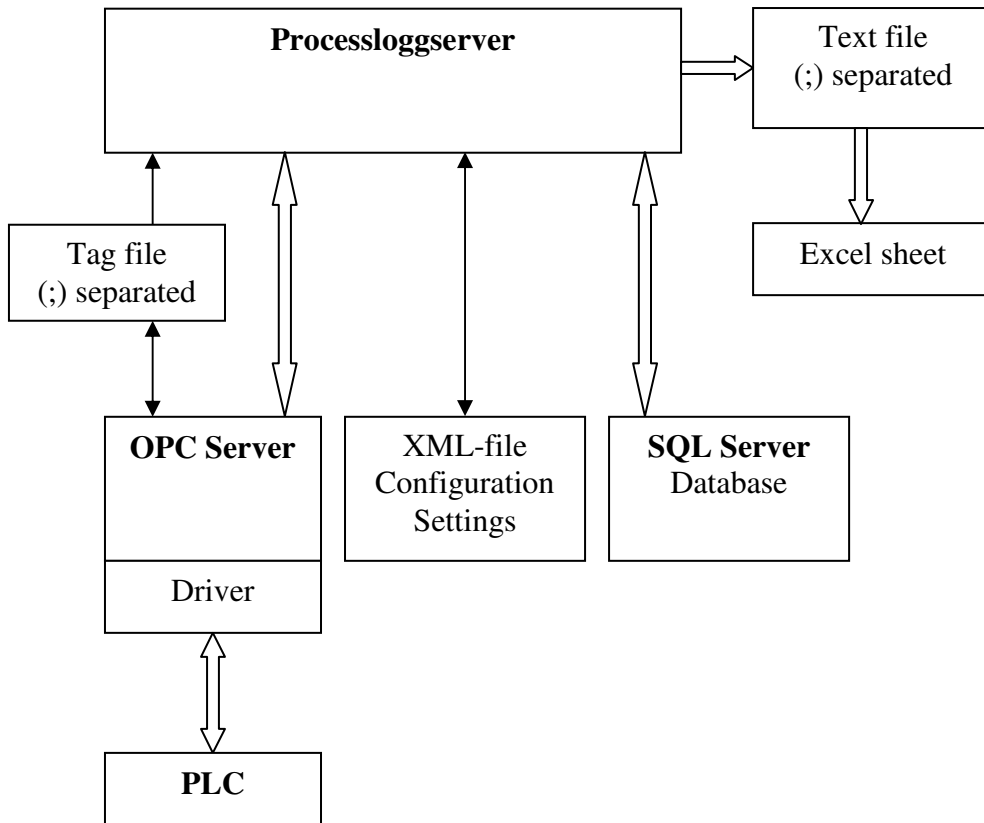 Processloggserver
Text file
(;) separated
Tag file
(;) separated
Excel sheet
OPC Server
XML-file
Configuration
Settings
SQL Server
Database
Driver
PLC